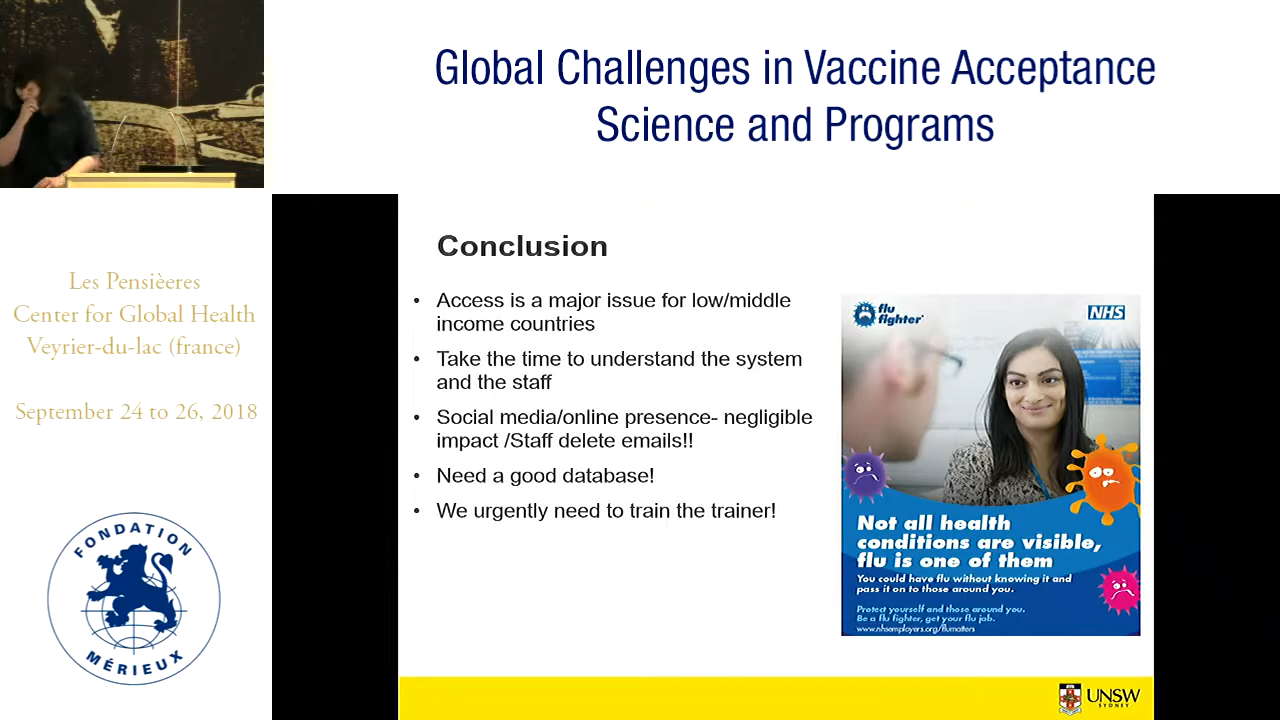 Global Challenges in Vaccine Acceptance
Science and Programs
Les Pensièeres
Center for Global Health
Veyrier-du-lac (france)
September 24 to 26, 2018
FONDATION
MÉRIEUX
Conclusion
• Access is a major issue for low/middle
income countries
• Take the time to understand the system
and the staff
• Social media/online presence- negligible
impact /Staff delete emails!!
• Need a good database!
• We urgently need to train the trainer!
flu
fighter
NHS
Not all health
conditions are visible,
flu is one of them
You could have flu without knowing it and
pass it on to those around you.
Protect yourself and those around you.
Be a flu fighter, get your flu job.
www.nhsemployers.org/flumatters
UNSW
SYDNEY